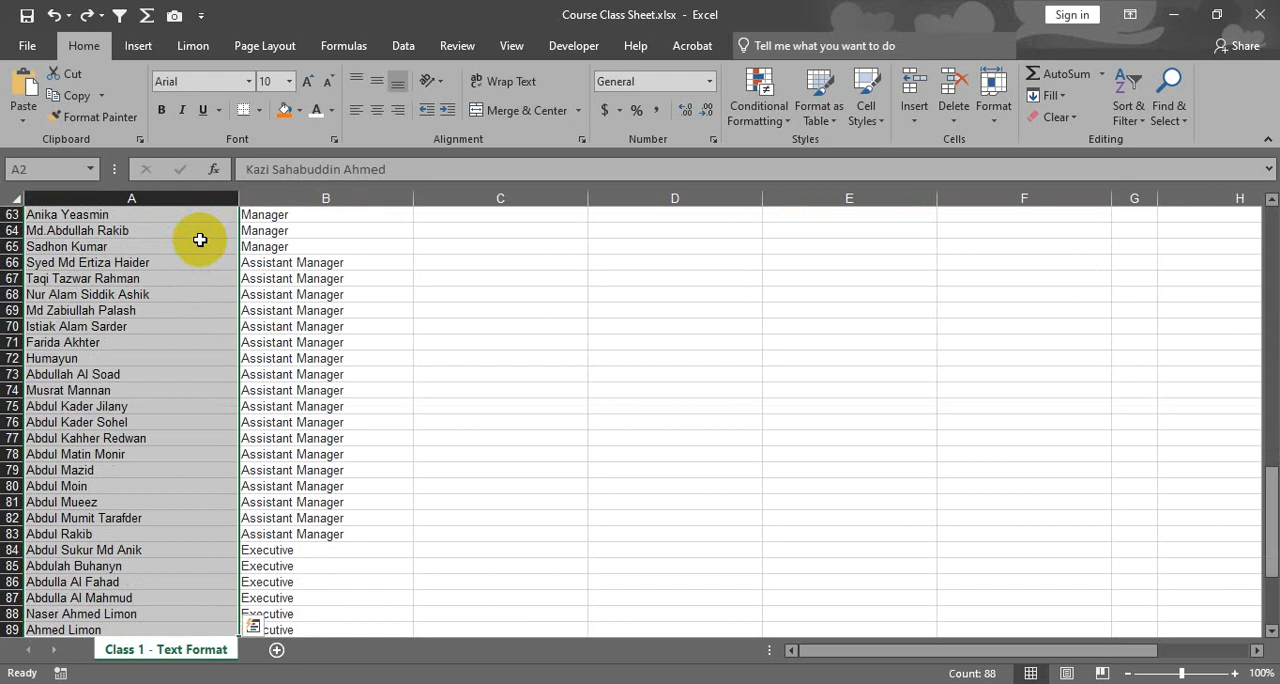 Course Class Sheet.xlsx - Excel
Sign in
File Home Insert Limon Page Layout Formulas Data Review View Developer Help Acrobat Tell me what you want to do Share
Paste Cut Copy Format Painter Clipboard
Arial 10 B I U A Font
Wrap Text Merge & Center Alignment
General $ % , Number
Conditional Formatting Format as Table Cell Styles Styles
Insert Delete Format Cells
AutoSum Fill Clear Sort & Filter Find & Select Editing
A2 fx Kazi Sahabuddin Ahmed
A B C D E F G H
63 Anika Yeasmin Manager
64 Md.Abdullah Rakib Manager
65 Sadhon Kumar Manager
66 Syed Md Ertiza Haider Assistant Manager
67 Taqi Tazwar Rahman Assistant Manager
68 Nur Alam Siddik Ashik Assistant Manager
69 Md Zabiullah Palash Assistant Manager
70 Istiak Alam Sarder Assistant Manager
71 Farida Akhter Assistant Manager
72 Humayun Assistant Manager
73 Abdullah Al Soad Assistant Manager
74 Musrat Mannan Assistant Manager
75 Abdul Kader Jilany Assistant Manager
76 Abdul Kader Sohel Assistant Manager
77 Abdul Kahher Redwan Assistant Manager
78 Abdul Matin Monir Assistant Manager
79 Abdul Mazid Assistant Manager
80 Abdul Moin Assistant Manager
81 Abdul Mueez Assistant Manager
82 Abdul Mumit Tarafder Assistant Manager
83 Abdul Rakib Assistant Manager
84 Abdul Sukur Md Anik Executive
85 Abdulah Buhanyn Executive
86 Abdulla Al Fahad Executive
87 Abdulla Al Mahmud Executive
88 Naser Ahmed Limon Executive
89 Ahmed Limon
Class 1 - Text Format
Ready Count: 88 100%